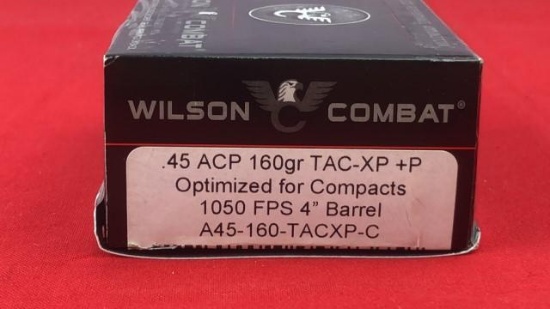 WILSON COMBAT®
.45 ACP 160gr TAC-XP +P
Optimized for Compacts
1050 FPS 4” Barrel
A45-160-TACXP-C